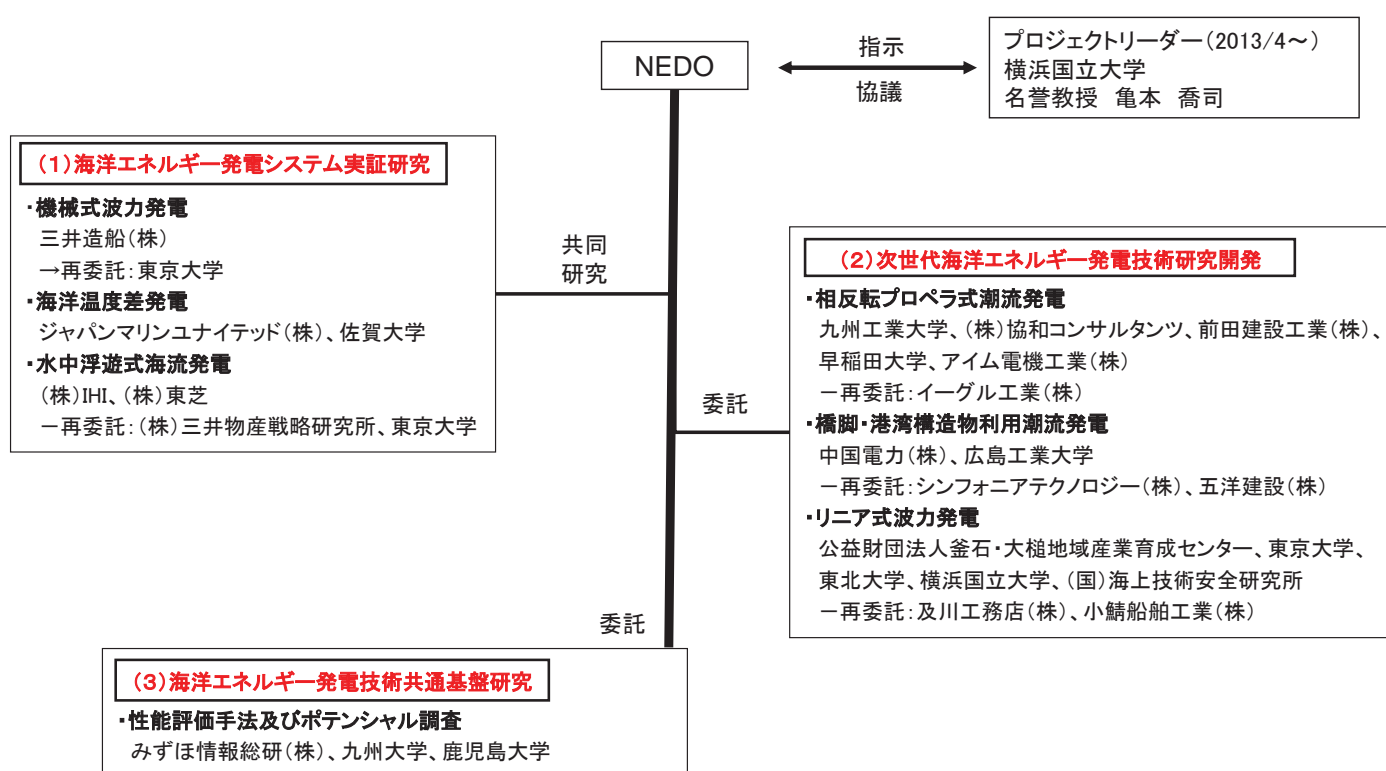 NEDO
指示
協議
プロジェクトリーダー(2013/4～)
横浜国立大学
名誉教授 亀本 喬司
(1)海洋エネルギー発電システム実証研究
・機械式波力発電
三井造船(株)
→再委託:東京大学
・海洋温度差発電
ジャパンマリンユナイテッド(株)、佐賀大学
・水中浮遊式海流発電
(株)IHI、(株)東芝
－再委託:(株)三井物産戦略研究所、東京大学
共同
研究
委託
(2)次世代海洋エネルギー発電技術研究開発
・相反転プロペラ式潮流発電
九州工業大学、(株)協和コンサルタンツ、前田建設工業(株)、
早稲田大学、アイム電機工業(株)
－再委託:イーグル工業(株)
・橋脚・港湾構造物利用潮流発電
中国電力(株)、広島工業大学
－再委託:シンフォニアテクノロジー(株)、五洋建設(株)
・リニア式波力発電
公益財団法人釜石・大槌地域産業育成センター、東京大学、
東北大学、横浜国立大学、(国)海上技術安全研究所
－再委託:及川工務店(株)、小鯖船舶工業(株)
委託
(3)海洋エネルギー発電技術共通基盤研究
・性能評価手法及びポテンシャル調査
みずほ情報総研(株)、九州大学、鹿児島大学